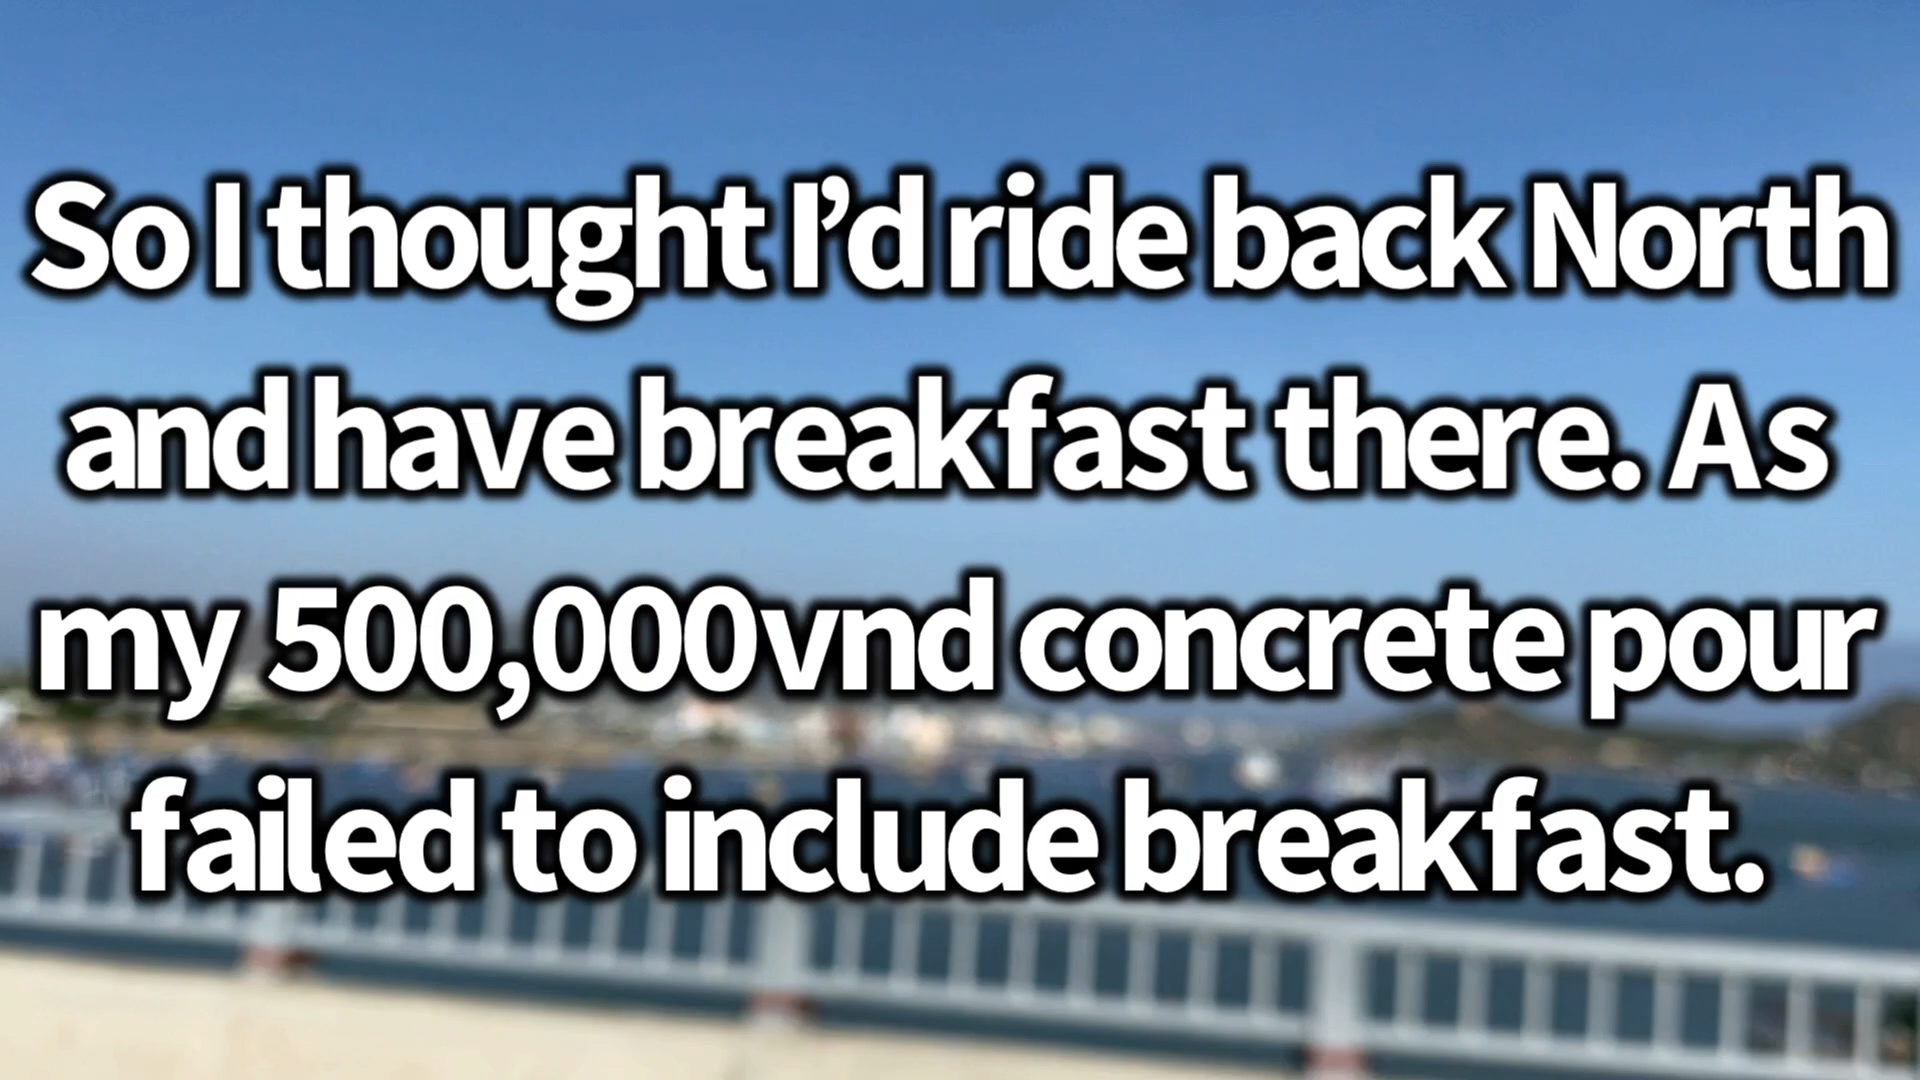 So I thought I’d ride back North
and have breakfast there. As
my 500,000vnd concrete pour
failed to include breakfast.